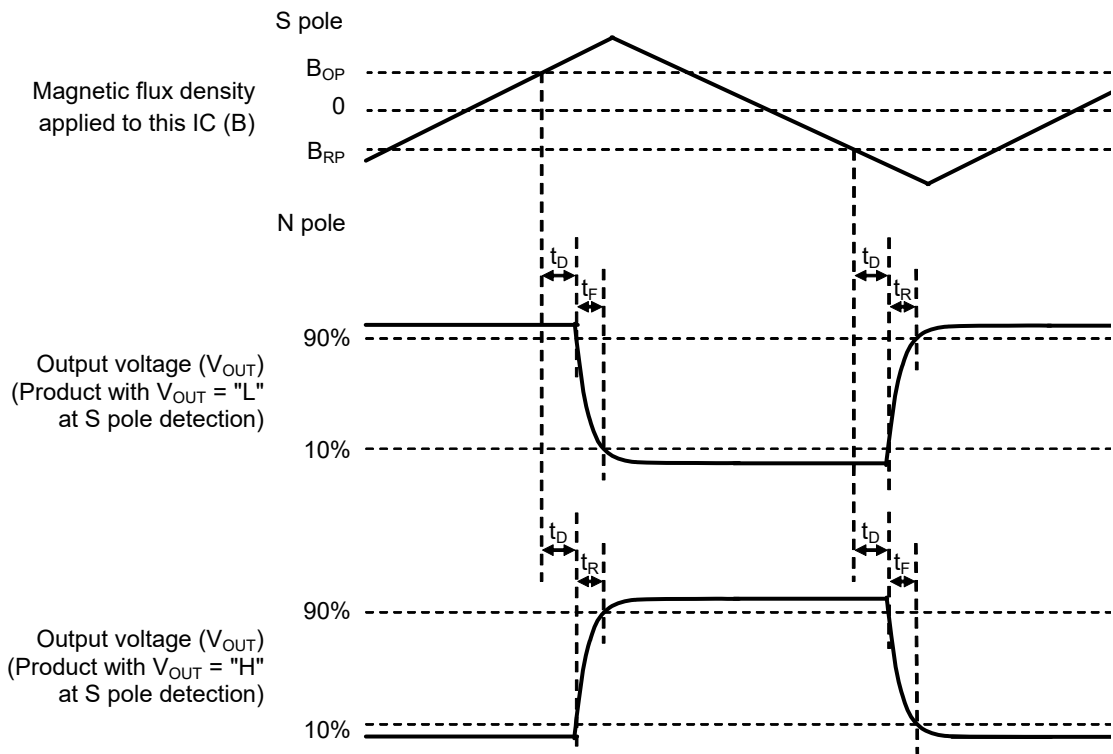 S pole
B_OP
Magnetic flux density
applied to this IC (B)
0
B_RP
N pole
t_D
t_F
t_D
t_R
90%
Output voltage (V_OUT)
(Product with V_OUT = "L"
at S pole detection)
10%
t_D
t_R
t_D
t_F
90%
Output voltage (V_OUT)
(Product with V_OUT = "H"
at S pole detection)
10%